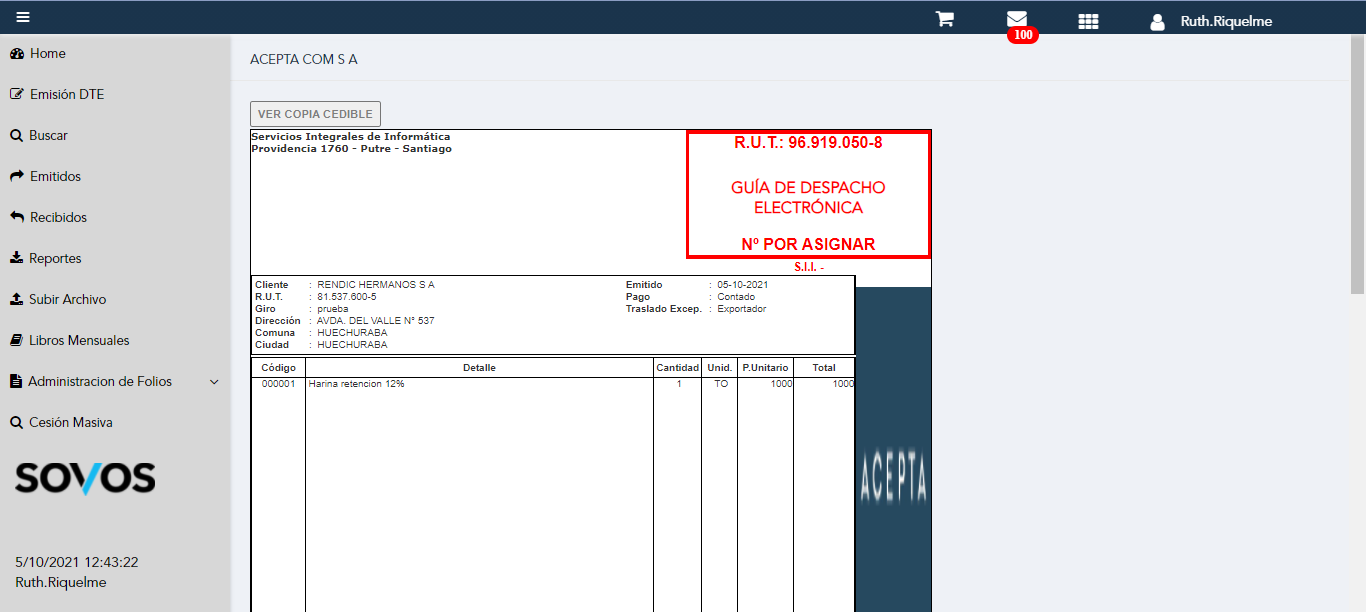 Ruth.Riquelme
100
Home
Emisión DTE
Buscar
Emitidos
Recibidos
Reportes
Subir Archivo
Libros Mensuales
Administracion de Folios
Cesión Masiva
SOVOS
5/10/2021 12:43:22
Ruth.Riquelme
ACEPTA COM S A
VER COPIA CEDIBLE
Servicios Integrales de Informática
Providencia 1760 - Putre - Santiago
R.U.T.: 96.919.050-8
GUÍA DE DESPACHO
ELECTRÓNICA
Nº POR ASIGNAR
S.I.I. -
Cliente : RENDIC HERMANOS S A Emitido : 05-10-2021
R.U.T. : 81.537.600-5 Pago : Contado
Giro : prueba Traslado Excep. : Exportador
Dirección : AVDA. DEL VALLE N° 537
Comuna : HUECHURABA
Ciudad : HUECHURABA
Código Detalle Cantidad Unid. P.Unitario Total
000001 Harina retencion 12% 1 TO 1000 1000
ACEPTA